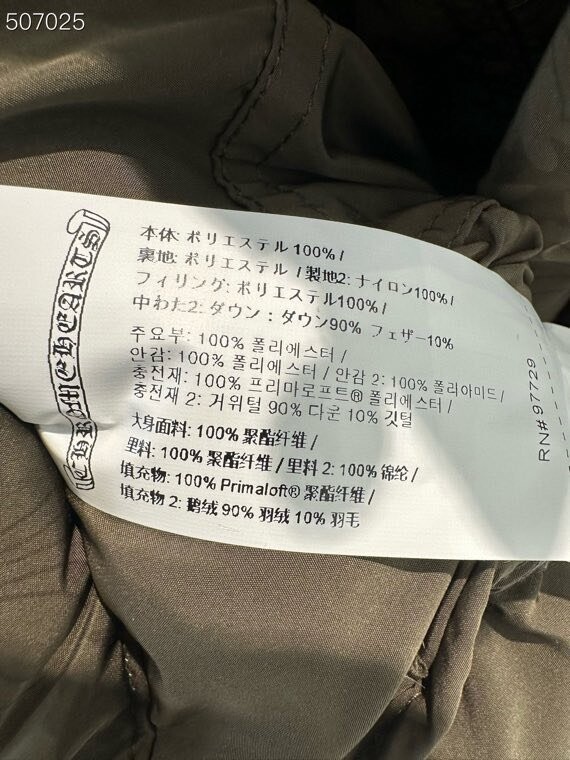 507025
CHROME HEARTS
本体: ポリエステル 100% /
裏地: ポリエステル / 製地2: ナイロン100% /
フィリング: ポリエステル100% /
中わた2: ダウン : ダウン90% フェザー10%
주요부: 100% 폴리에스터 /
안감: 100% 폴리에스터 / 안감 2: 100% 폴리아미드 /
충전재: 100% 프리마로프트® 폴리에스터 /
충전재 2: 거위털 90% 다운 10% 깃털
大身面料: 100% 聚酯纤维 /
里料: 100% 聚酯纤维 / 里料 2: 100% 锦纶 /
填充物: 100% Primaloft® 聚酯纤维 /
填充物 2: 鹅绒 90% 羽绒 10% 羽毛
RN# 97729